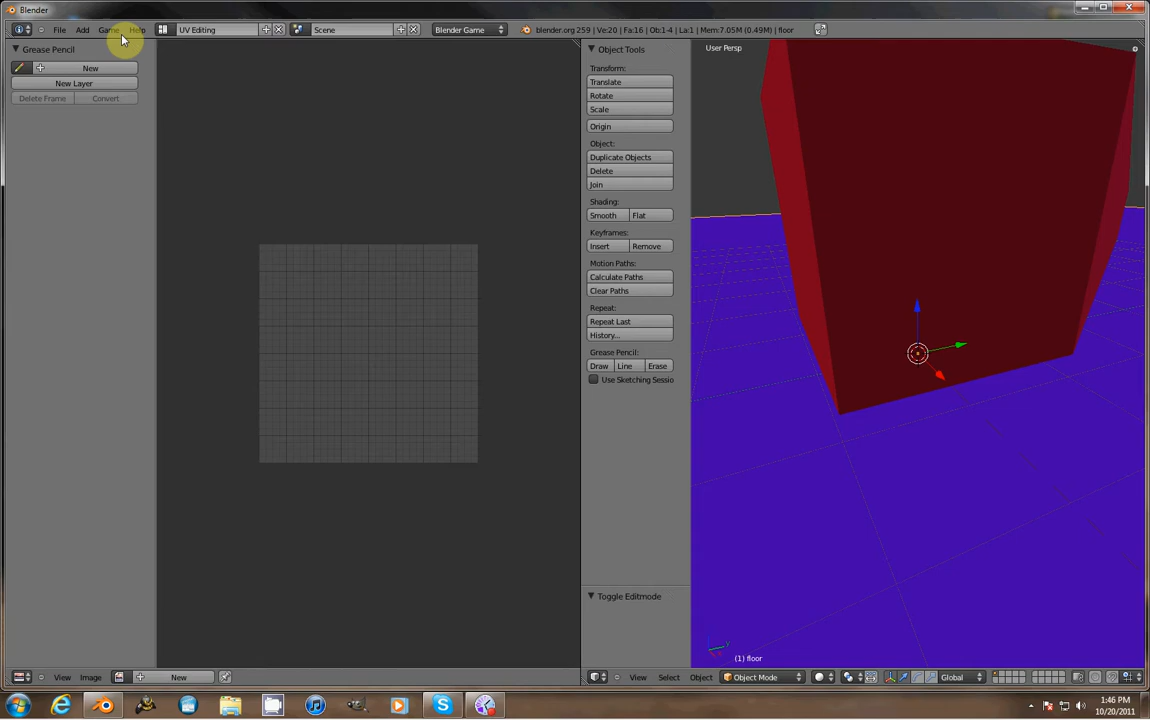 Blender
File Add Game Help UV Editing Scene Blender Game blender.org 259 | Ve:20 | Fa:16 | Ob:1-4 | La:1 | Mem:7.05M (0.49M) | floor
Grease Pencil
New
New Layer
Delete Frame Convert
Object Tools
Transform:
Translate
Rotate
Scale
Origin
Object:
Duplicate Objects
Delete
Join
Shading:
Smooth Flat
Keyframes:
Insert Remove
Motion Paths:
Calculate Paths
Clear Paths
Repeat:
Repeat Last
History...
Grease Pencil:
Draw Line Erase
Use Sketching Sessio
Toggle Editmode
User Persp
(1) floor
View Image New
View Select Object Object Mode Global
1:46 PM
10/20/2011